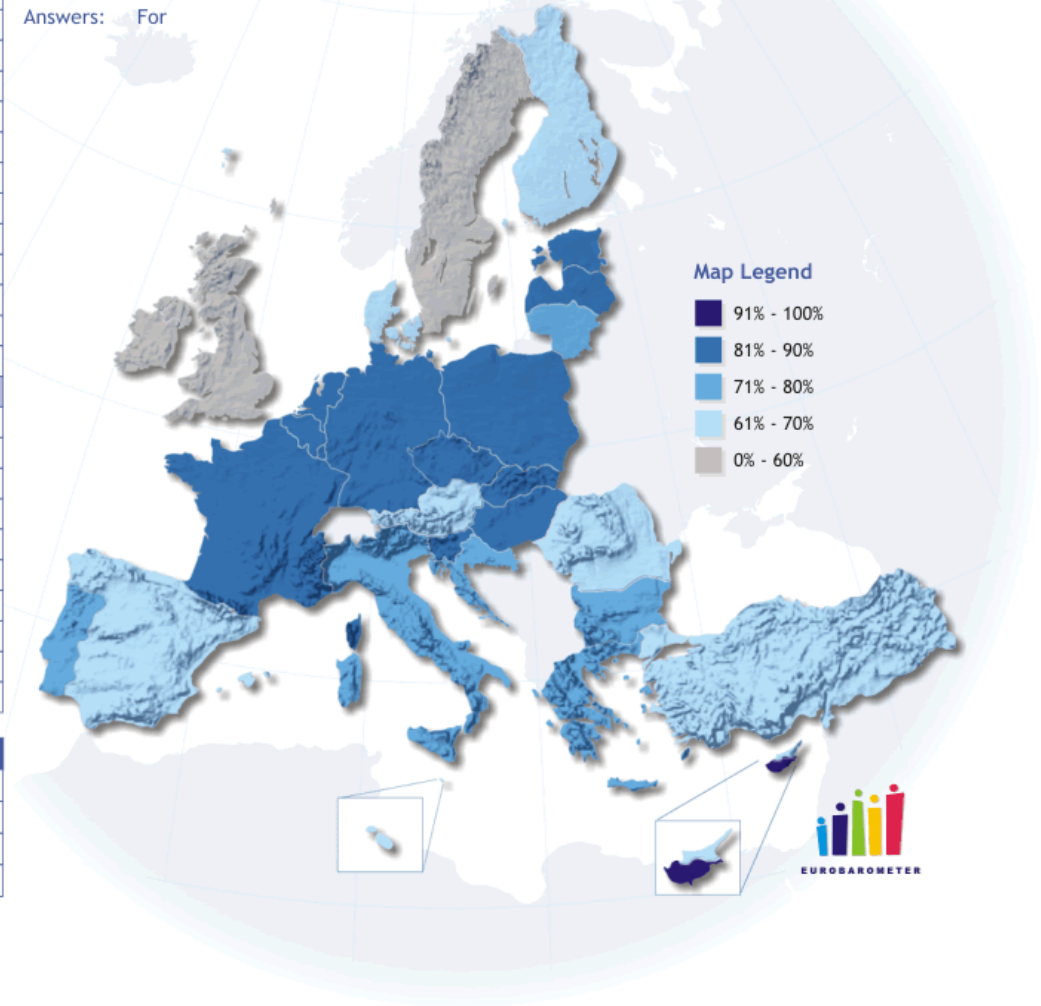 Answers: For
Map Legend
91% - 100%
81% - 90%
71% - 80%
61% - 70%
0% - 60%
EUROBAROMETER